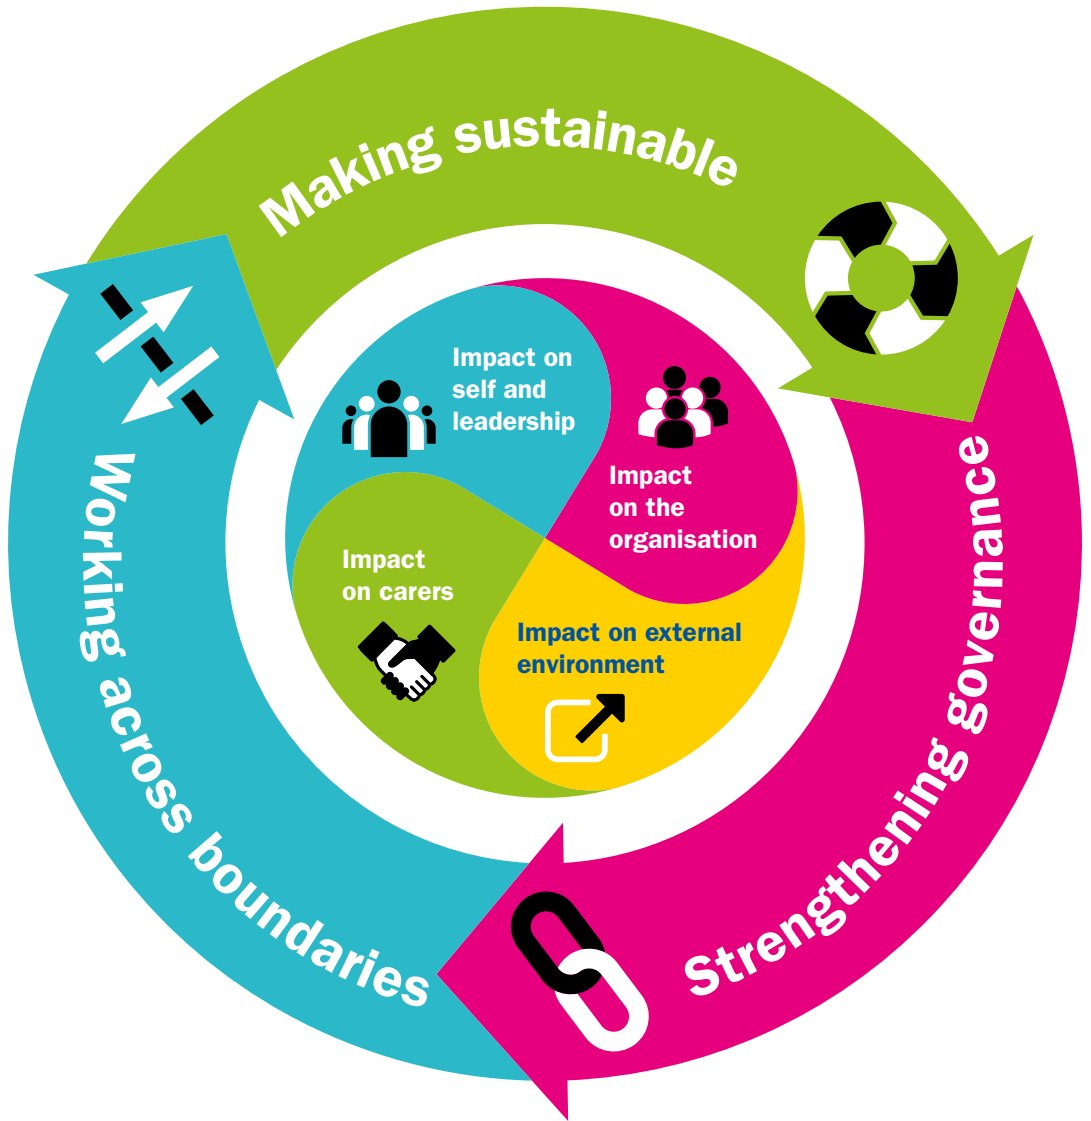 Making sustainable
Strengthening governance
Working across boundaries
Impact on
self and
leadership
Impact
on the
organisation
Impact
on carers
Impact on external
environment